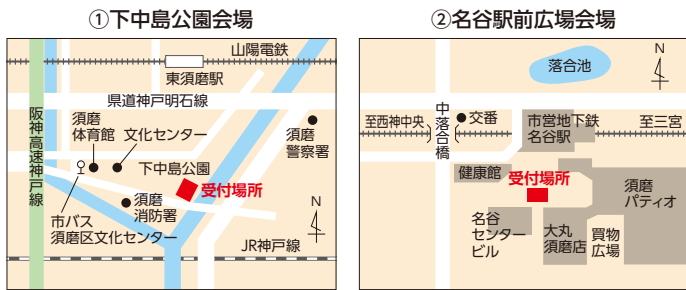 ①下中島公園会場
山陽電鉄
東須磨駅
県道神戸明石線
阪神高速神戸線
須磨
体育館
文化センター
須磨
警察署
下中島公園
受付場所
須磨
消防署
市バス
須磨区文化センター
N
JR神戸線
②名谷駅前広場会場
N
落合池
至西神中央
中落合橋
交番
市営地下鉄
名谷駅
至三宮
健康館
受付場所
須磨
パティオ
名谷
センター
ビル
大丸
須磨店
買物
広場